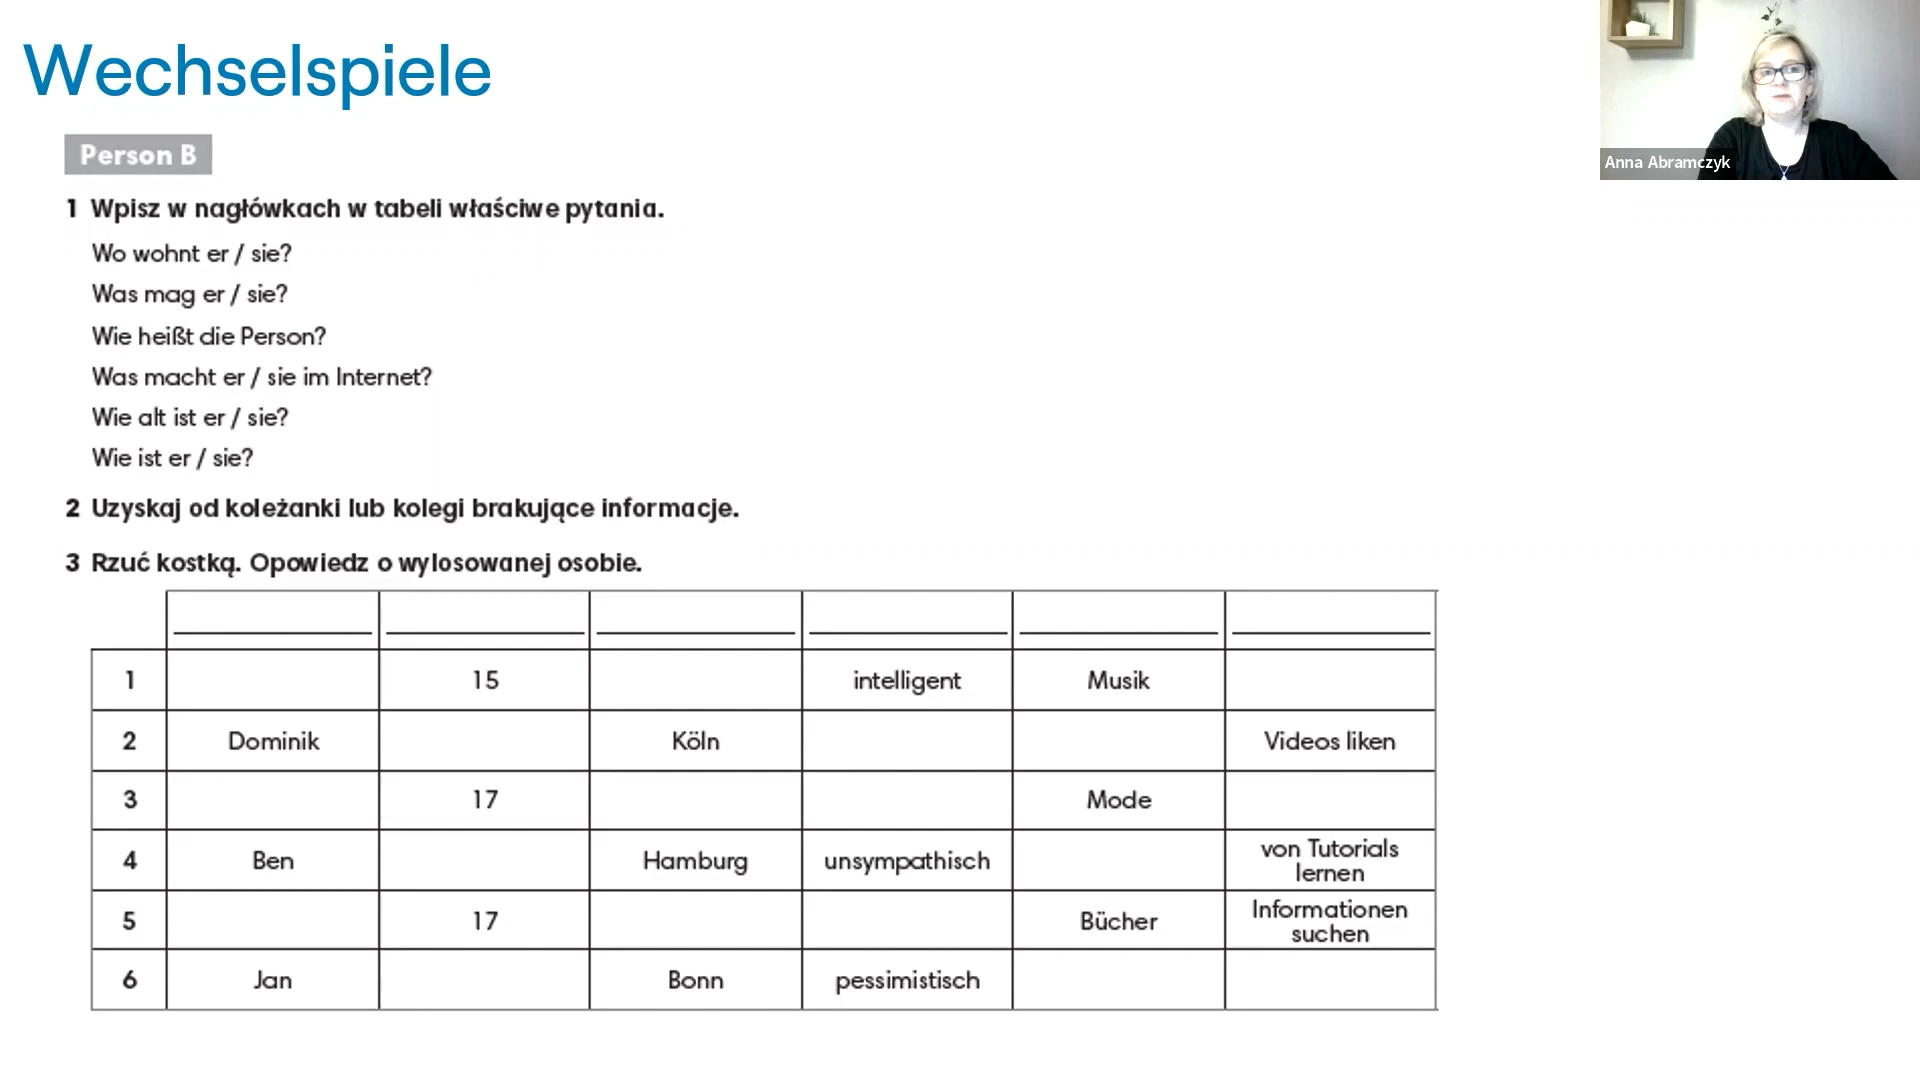 Wechselspiele
Anna Abramczyk
Person B
1 Wpisz w nagłówkach w tabeli właściwe pytania.
Wo wohnt er / sie?
Was mag er / sie?
Wie heißt die Person?
Was macht er / sie im Internet?
Wie alt ist er / sie?
Wie ist er / sie?
2 Uzyskaj od koleżanki lub kolegi brakujące informacje.
3 Rzuć kostką. Opowiedz o wylosowanej osobie.
1 15 intelligent Musik
2 Dominik Köln Videos liken
3 17 Mode
4 Ben Hamburg unsympathisch von Tutorials
lernen
5 17 Bücher Informationen
suchen
6 Jan Bonn pessimistisch